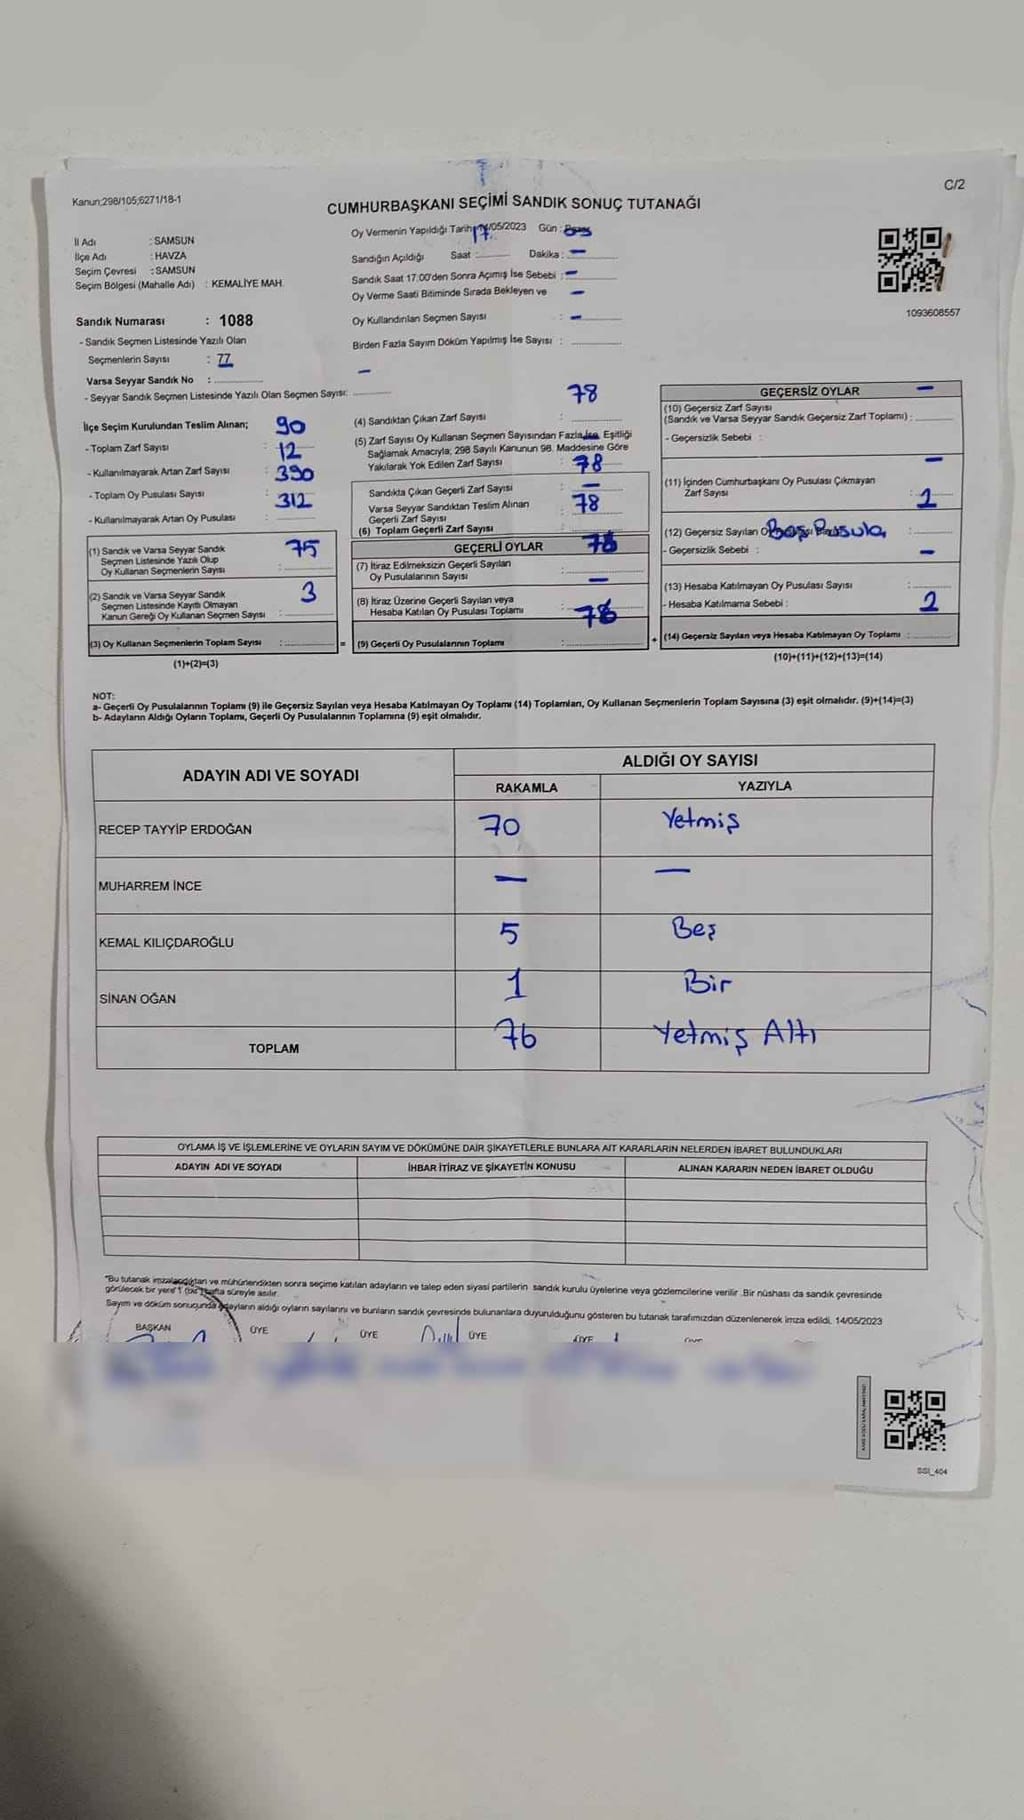 Kanun;298/105;6271/18-1
C/2
CUMHURBAŞKANI SEÇİMİ SANDIK SONUÇ TUTANAĞI
İl Adı : SAMSUN
İlçe Adı : HAVZA
Seçim Çevresi : SAMSUN
Seçim Bölgesi (Mahalle Adı) : KEMALİYE MAH.
Sandık Numarası : 1088
- Sandık Seçmen Listesinde Yazılı Olan
Seçmenlerin Sayısı : 77
Varsa Seyyar Sandık No :
- Seyyar Sandık Seçmen Listesinde Yazılı Olan Seçmen Sayısı: —
Oy Vermenin Yapıldığı Tarih 17 /05/2023 Gün :
Sandığın Açıldığı Saat : Dakika : —
Sandık Saat 17:00'den Sonra Açımış İse Sebebi : —
Oy Verme Saati Bitiminde Sırada Bekleyen ve —
Oy Kullandırılan Seçmen Sayısı : —
Birden Fazla Sayım Döküm Yapılmış İse Sayısı :
1093608557
İlçe Seçim Kurulundan Teslim Alınan; 90
- Toplam Zarf Sayısı : 12
- Kullanılmayarak Artan Zarf Sayısı : 390
- Toplam Oy Pusulası Sayısı : 312
- Kullanılmayarak Artan Oy Pusulası :
(1) Sandık ve Varsa Seyyar Sandık 75
Seçmen Listesinde Yazılı Olup
Oy Kullanan Seçmenlerin Sayısı :
(2) Sandık ve Varsa Seyyar Sandık 3
Seçmen Listesinde Kayıtlı Olmayan
Kanun Gereği Oy Kullanan Seçmen Sayısı :
(3) Oy Kullanan Seçmenlerin Toplam Sayısı : =
(1)+(2)=(3)
78
(4) Sandıktan Çıkan Zarf Sayısı :
(5) Zarf Sayısı Oy Kullanan Seçmen Sayısından Fazla İse, Eşitliği
Sağlamak Amacıyla; 298 Sayılı Kanunun 98. Maddesine Göre
Yakılarak Yok Edilen Zarf Sayısı : 78
Sandıkta Çıkan Geçerli Zarf Sayısı : —
Varsa Seyyar Sandıktan Teslim Alınan 78
Geçerli Zarf Sayısı
(6) Toplam Geçerli Zarf Sayısı :
GEÇERLİ OYLAR 76
(7) İtiraz Edilmeksizin Geçerli Sayılan
Oy Pusulalarının Sayısı : —
(8) İtiraz Üzerine Geçerli Sayılan veya
Hesaba Katılan Oy Pusulası Toplamı : 76
(9) Geçerli Oy Pusulalarının Toplamı : +
GEÇERSİZ OYLAR —
(10) Geçersiz Zarf Sayısı
(Sandık ve Varsa Seyyar Sandık Geçersiz Zarf Toplamı) :
- Geçersizlik Sebebi :
—
(11) İçinden Cumhurbaşkanı Oy Pusulası Çıkmayan
Zarf Sayısı : 2
(12) Geçersiz Sayılan Boş Pusula
- Geçersizlik Sebebi : —
(13) Hesaba Katılmayan Oy Pusulası Sayısı :
- Hesaba Katılmama Sebebi : 2
(14) Geçersiz Sayılan veya Hesaba Katılmayan Oy Toplamı :
(10)+(11)+(12)+(13)=(14)
NOT:
a- Geçerli Oy Pusulalarının Toplamı (9) ile Geçersiz Sayılan veya Hesaba Katılmayan Oy Toplamı (14) Toplamları, Oy Kullanan Seçmenlerin Toplam Sayısına (3) eşit olmalıdır. (9)+(14)=(3)
b- Adayların Aldığı Oyların Toplamı, Geçerli Oy Pusulalarının Toplamına (9) eşit olmalıdır.
ADAYIN ADI VE SOYADI
ALDIĞI OY SAYISI
RAKAMLA YAZIYLA
RECEP TAYYİP ERDOĞAN 70 Yetmiş
MUHARREM İNCE — —
KEMAL KILIÇDAROĞLU 5 Beş
SİNAN OĞAN 1 Bir
TOPLAM 76 Yetmiş Altı
OYLAMA İŞ VE İŞLEMLERİNE VE OYLARIN SAYIM VE DÖKÜMÜNE DAİR ŞİKAYETLERLE BUNLARA AİT KARARLARIN NELERDEN İBARET BULUNDUKLARI
ADAYIN ADI VE SOYADI İHBAR İTİRAZ VE ŞİKAYETİN KONUSU ALINAN KARARIN NEDEN İBARET OLDUĞU
*Bu tutanak imzalandıktan ve mühürlendikten sonra seçime katılan adayların ve talep eden siyasi partilerin sandık kurulu üyelerine veya gözlemcilerine verilir .Bir nüshası da sandık çevresinde
görülecek bir yere 1 (bir ) hafta süreyle asılır.
Sayım ve döküm sonucunda adayların aldığı oyların sayılarını ve bunların sandık çevresinde bulunanlara duyurulduğunu gösteren bu tutanak tarafımızdan düzenlenerek imza edildi. 14/05/2023
BAŞKAN ÜYE ÜYE ÜYE ÜYE
SSI_404